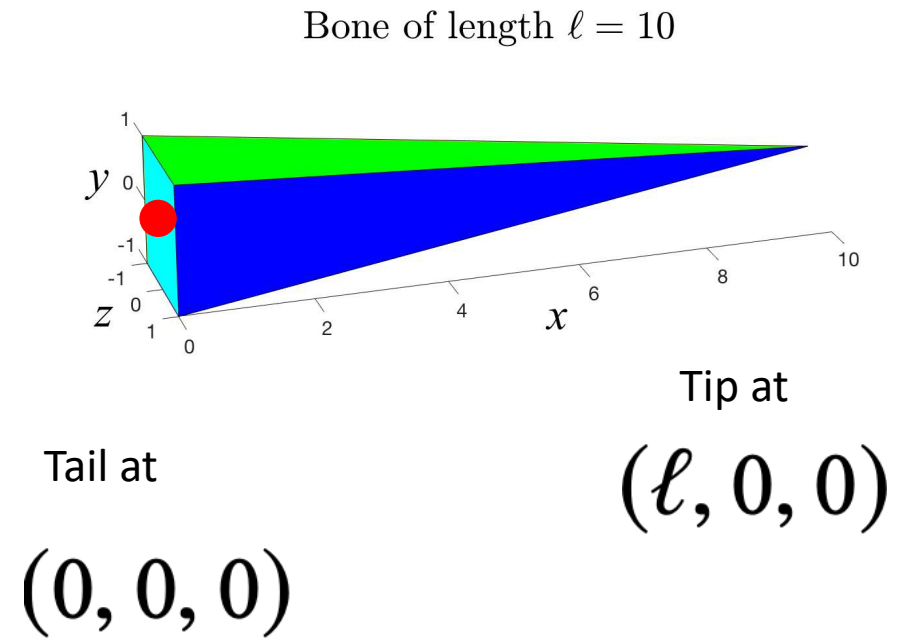 Bone of length ℓ = 10
1
y 0
-1
-1
z 0
1
0
2
4
x
6
8
10
Tip at
(ℓ, 0, 0)
Tail at
(0, 0, 0)